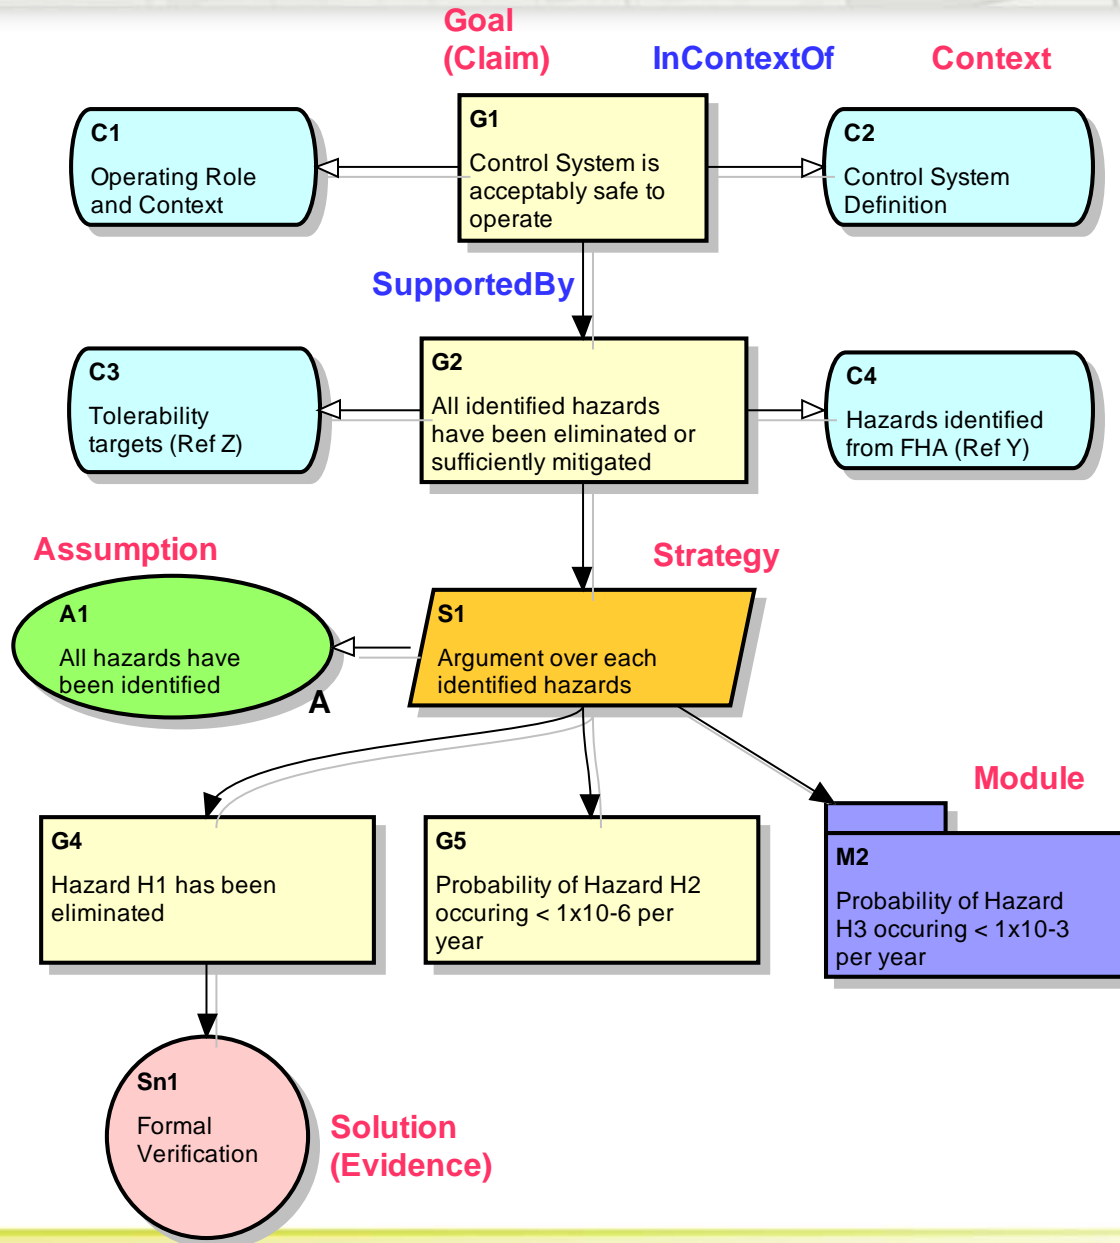 Goal
(Claim)
InContextOf
Context
C1
Operating Role
and Context
G1
Control System is
acceptably safe to
operate
C2
Control System
Definition
SupportedBy
C3
Tolerability
targets (Ref Z)
G2
All identified hazards
have been eliminated or
sufficiently mitigated
C4
Hazards identified
from FHA (Ref Y)
Assumption
Strategy
A1
All hazards have
been identified
A
S1
Argument over each
identified hazards
Module
G4
Hazard H1 has been
eliminated
G5
Probability of Hazard H2
occuring < 1x10-6 per
year
M2
Probability of Hazard
H3 occuring < 1x10-3
per year
Sn1
Formal
Verification
Solution
(Evidence)